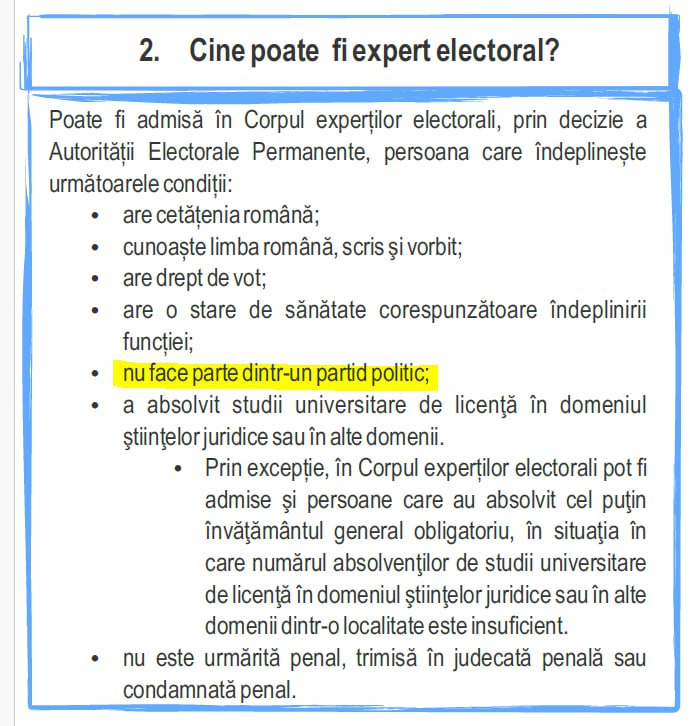 2. Cine poate fi expert electoral?
Poate fi admisă în Corpul experților electorali, prin decizie a
Autorității Electorale Permanente, persoana care îndeplinește
următoarele condiții:
• are cetățenia română;
• cunoaște limba română, scris şi vorbit;
• are drept de vot;
• are o stare de sănătate corespunzătoare îndeplinirii
funcției;
• nu face parte dintr-un partid politic;
• a absolvit studii universitare de licenţă în domeniul
ştiinţelor juridice sau în alte domenii.
• Prin excepție, în Corpul experților electorali pot fi
admise şi persoane care au absolvit cel puţin
învăţământul general obligatoriu, în situaţia în
care numărul absolvenţilor de studii universitare
de licenţă în domeniul ştiinţelor juridice sau în alte
domenii dintr-o localitate este insuficient.
• nu este urmărită penal, trimisă în judecată penală sau
condamnată penal.